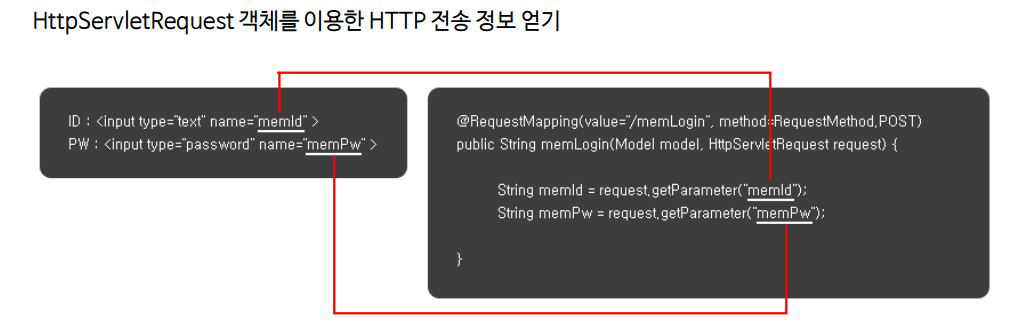 HttpServletRequest 객체를 이용한 HTTP 전송 정보 얻기
ID : <input type="text" name="memId" >
PW : <input type="password" name="memPw" >
@RequestMapping(value="/memLogin", method=RequestMethod.POST)
public String memLogin(Model model, HttpServletRequest request) {
String memId = request.getParameter("memId");
String memPw = request.getParameter("memPw");
}